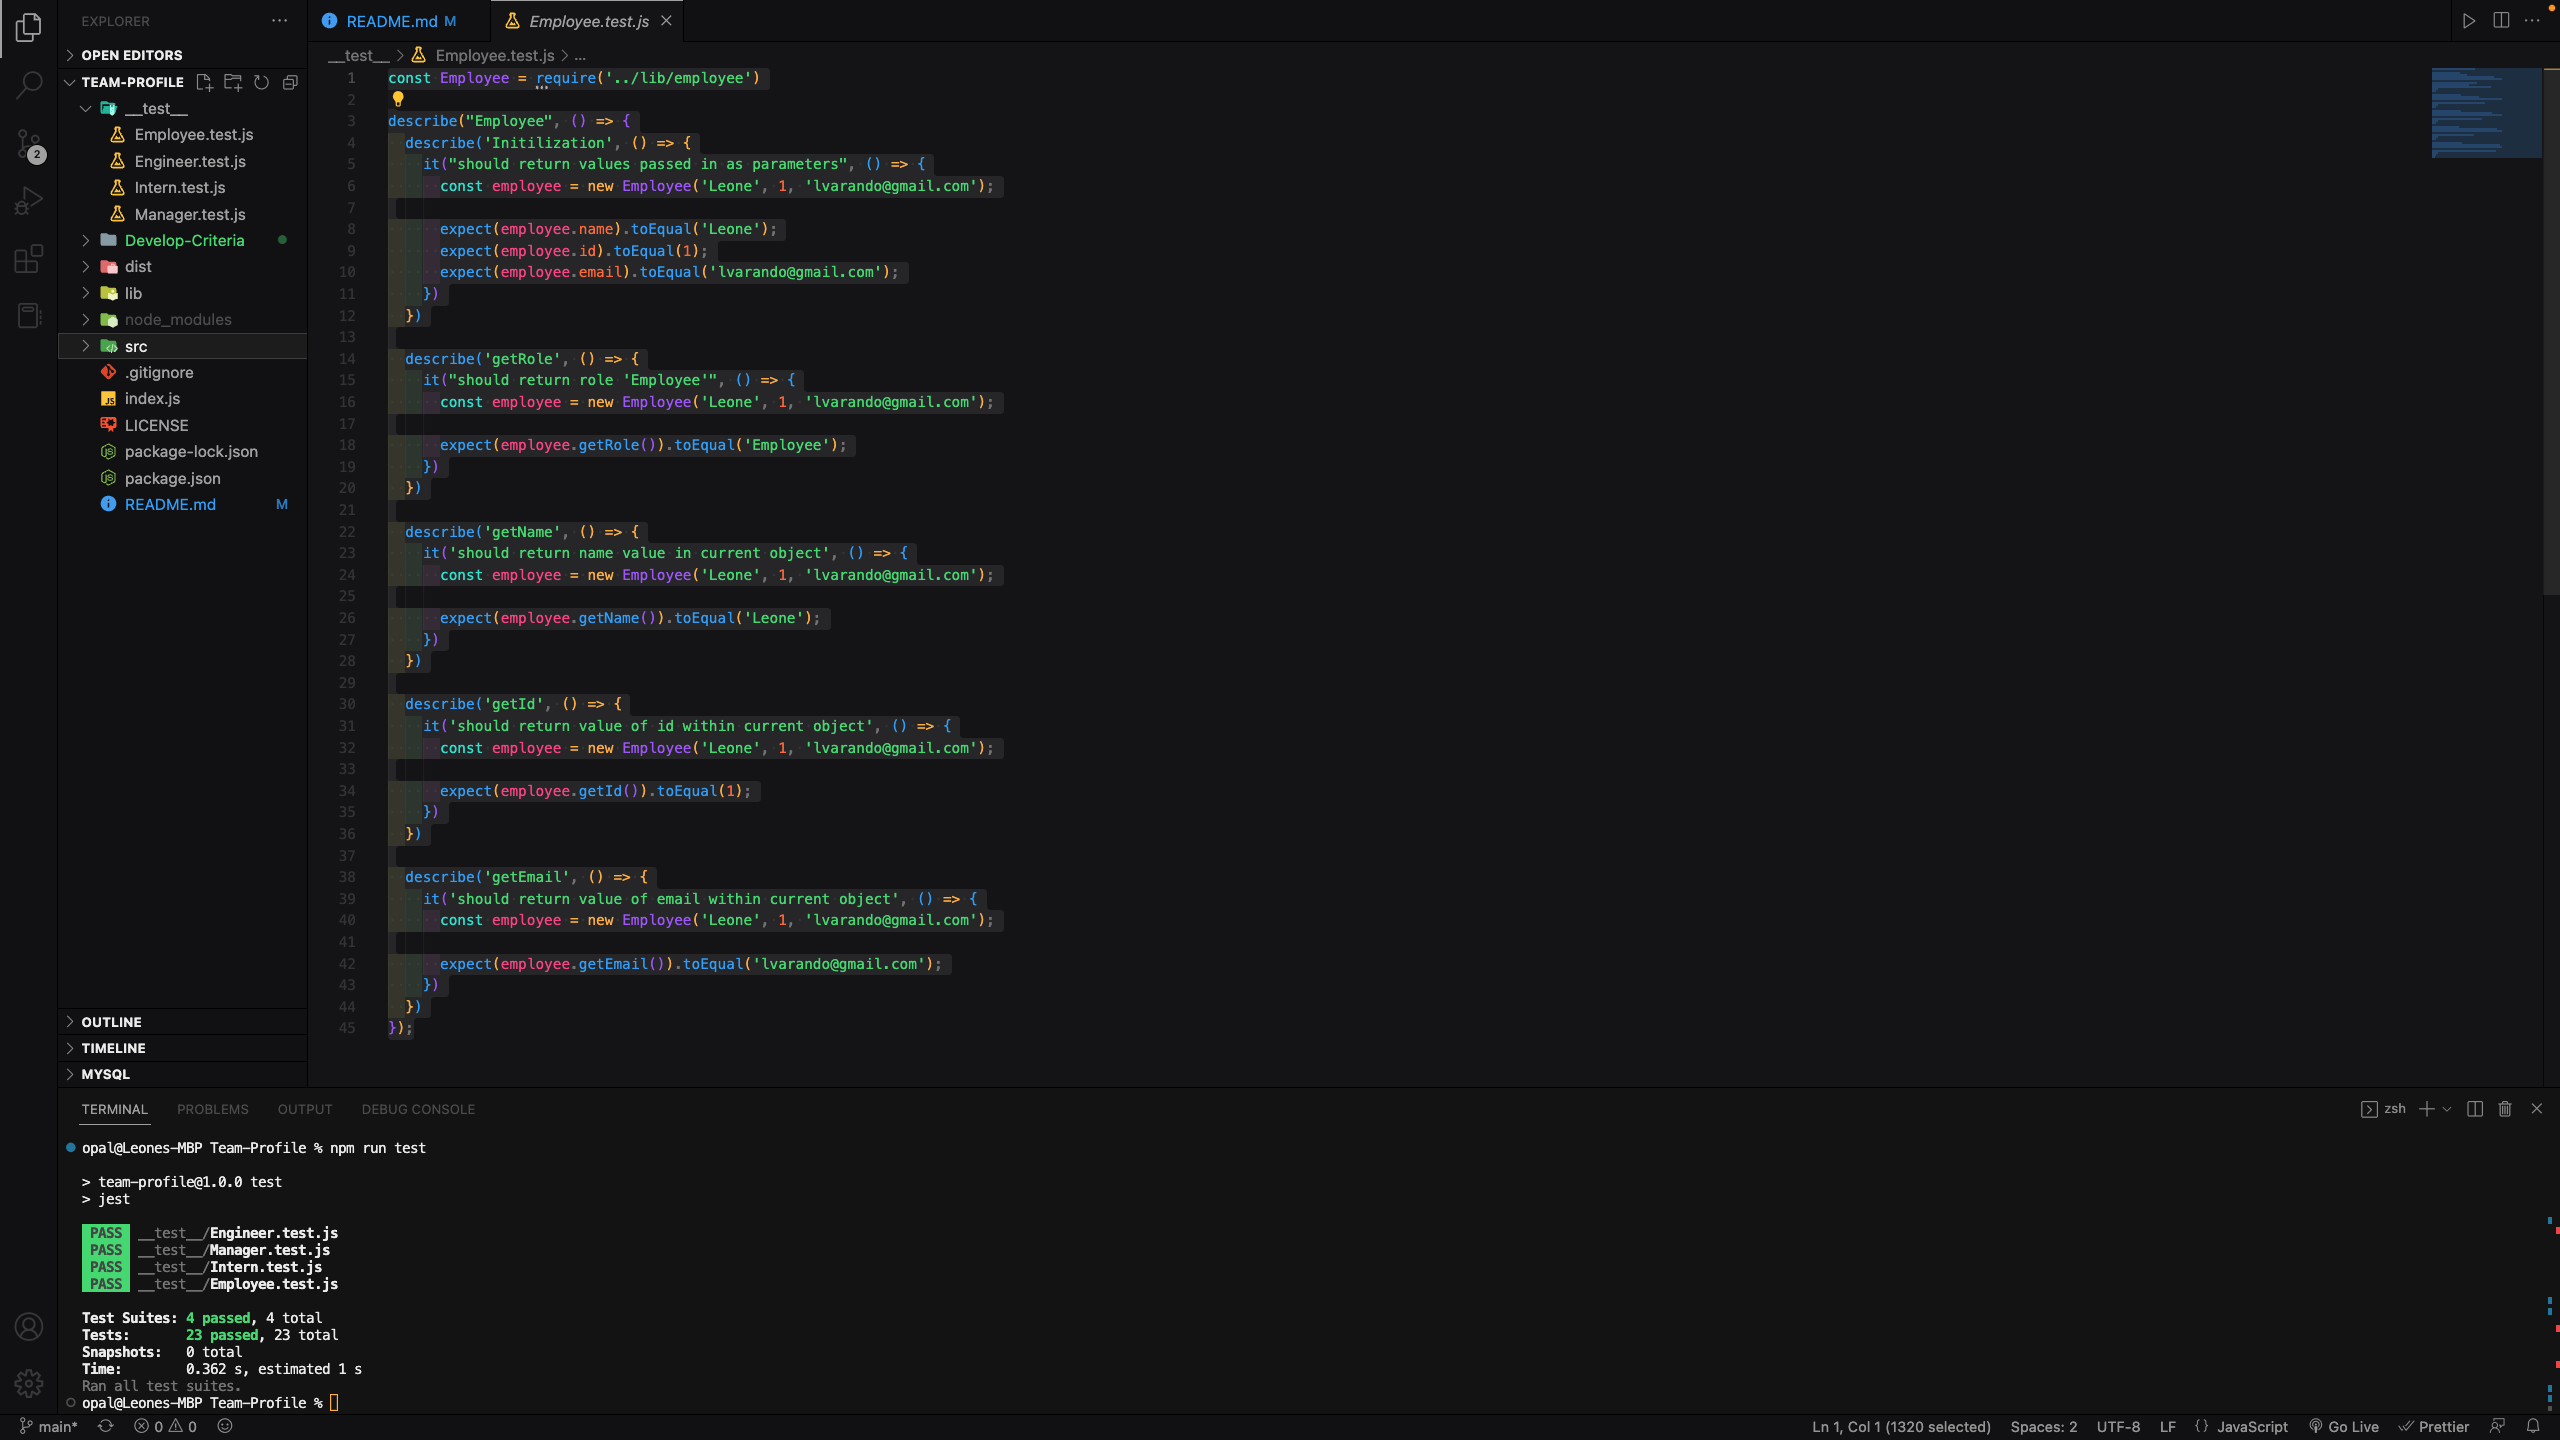 EXPLORER
OPEN EDITORS
TEAM-PROFILE
__test__
Employee.test.js
Engineer.test.js
Intern.test.js
Manager.test.js
Develop-Criteria
dist
lib
node_modules
src
.gitignore
index.js
LICENSE
package-lock.json
package.json
README.md M
OUTLINE
TIMELINE
MYSQL
2
README.md M
Employee.test.js
__test__ > Employee.test.js > ...
1 const Employee = require('../lib/employee')
2
3 describe("Employee", () => {
4 describe('Initilization', () => {
5 it("should return values passed in as parameters", () => {
6 const employee = new Employee('Leone', 1, 'lvarando@gmail.com');
7
8 expect(employee.name).toEqual('Leone');
9 expect(employee.id).toEqual(1);
10 expect(employee.email).toEqual('lvarando@gmail.com');
11 })
12 })
13
14 describe('getRole', () => {
15 it("should return role 'Employee'", () => {
16 const employee = new Employee('Leone', 1, 'lvarando@gmail.com');
17
18 expect(employee.getRole()).toEqual('Employee');
19 })
20 })
21
22 describe('getName', () => {
23 it('should return name value in current object', () => {
24 const employee = new Employee('Leone', 1, 'lvarando@gmail.com');
25
26 expect(employee.getName()).toEqual('Leone');
27 })
28 })
29
30 describe('getId', () => {
31 it('should return value of id within current object', () => {
32 const employee = new Employee('Leone', 1, 'lvarando@gmail.com');
33
34 expect(employee.getId()).toEqual(1);
35 })
36 })
37
38 describe('getEmail', () => {
39 it('should return value of email within current object', () => {
40 const employee = new Employee('Leone', 1, 'lvarando@gmail.com');
41
42 expect(employee.getEmail()).toEqual('lvarando@gmail.com');
43 })
44 })
45 });
TERMINAL PROBLEMS OUTPUT DEBUG CONSOLE
zsh
opal@Leones-MBP Team-Profile % npm run test
> team-profile@1.0.0 test
> jest
PASS __test__/Engineer.test.js
PASS __test__/Manager.test.js
PASS __test__/Intern.test.js
PASS __test__/Employee.test.js
Test Suites: 4 passed, 4 total
Tests: 23 passed, 23 total
Snapshots: 0 total
Time: 0.362 s, estimated 1 s
Ran all test suites.
opal@Leones-MBP Team-Profile %
main* 0 0 Ln 1, Col 1 (1320 selected) Spaces: 2 UTF-8 LF {} JavaScript Go Live Prettier